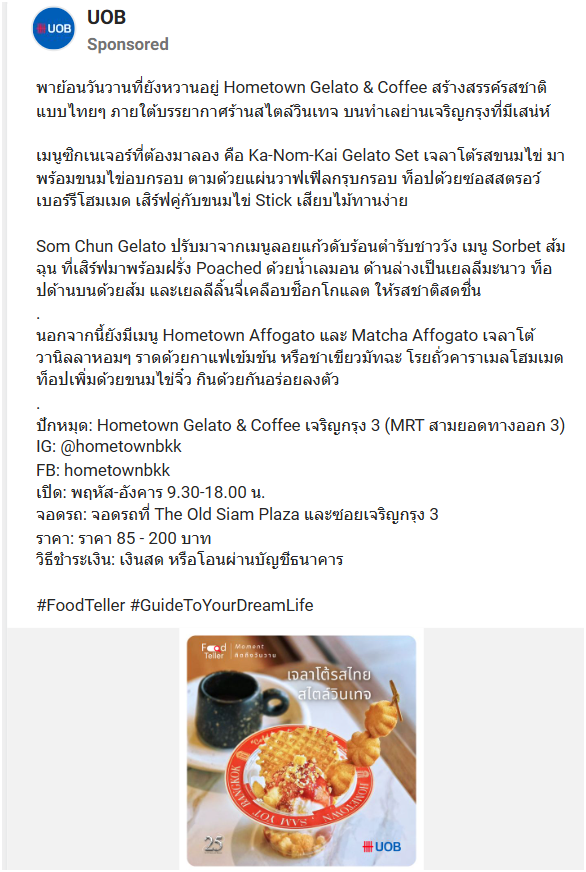 UOB
UOB
Sponsored
พาย้อนวันวานที่ยังหวานอยู่ Hometown Gelato & Coffee สร้างสรรค์รสชาติ
แบบไทยๆ ภายใต้บรรยากาศร้านสไตล์วินเทจ บนทำเลย่านเจริญกรุงที่มีเสน่ห์
เมนูซิกเนเจอร์ที่ต้องมาลอง คือ Ka-Nom-Kai Gelato Set เจลาโต้รสขนมไข่ มา
พร้อมขนมไข่อบกรอบ ตามด้วยแผ่นวาฟเฟิลกรุบกรอบ ท็อปด้วยซอสสตรอว์
เบอร์รีโฮมเมด เสิร์ฟคู่กับขนมไข่ Stick เสียบไม้ทานง่าย
Som Chun Gelato ปรับมาจากเมนูลอยแก้วดับร้อนตำรับชาววัง เมนู Sorbet ส้ม
ฉุน ที่เสิร์ฟมาพร้อมฝรั่ง Poached ด้วยน้ำเลมอน ด้านล่างเป็นเยลลีมะนาว ท็อ
ปด้านบนด้วยส้ม และเยลลีลิ้นจี่เคลือบช็อกโกแลต ให้รสชาติสดชื่น
.
นอกจากนี้ยังมีเมนู Hometown Affogato และ Matcha Affogato เจลาโต้
วานิลลาหอมๆ ราดด้วยกาแฟเข้มข้น หรือชาเขียวมัทฉะ โรยถั่วคาราเมลโฮมเมด
ท็อปเพิ่มด้วยขนมไข่จิ๋ว กินด้วยกันอร่อยลงตัว
.
ปักหมุด: Hometown Gelato & Coffee เจริญกรุง 3 (MRT สามยอดทางออก 3)
IG: @hometownbkk
FB: hometownbkk
เปิด: พฤหัส-อังคาร 9.30-18.00 น.
จอดรถ: จอดรถที่ The Old Siam Plaza และซอยเจริญกรุง 3
ราคา: ราคา 85 - 200 บาท
วิธีชำระเงิน: เงินสด หรือโอนผ่านบัญชีธนาคาร
#FoodTeller #GuideToYourDreamLife
Food Teller
Moment
คิดถึงวันวาน
เจลาโต้รสไทย
สไตล์วินเทจ
BANGKOK
HOMETOWN
SAM YOT
25
UOB